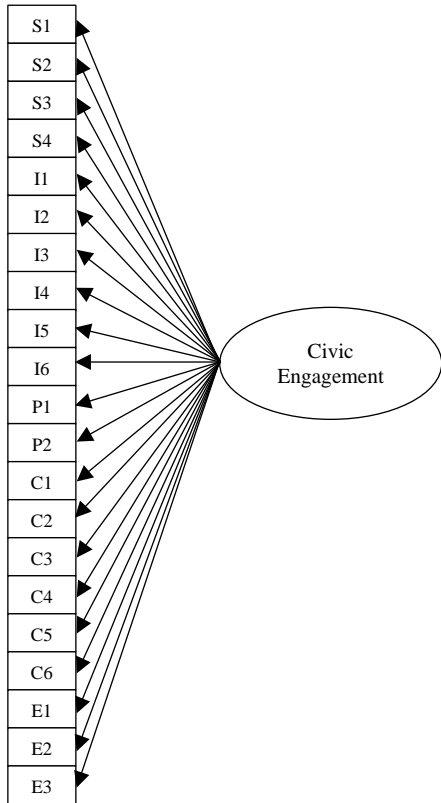 S1
S2
S3
S4
I1
I2
I3
I4
I5
I6
P1
P2
C1
C2
C3
C4
C5
C6
E1
E2
E3
Civic
Engagement